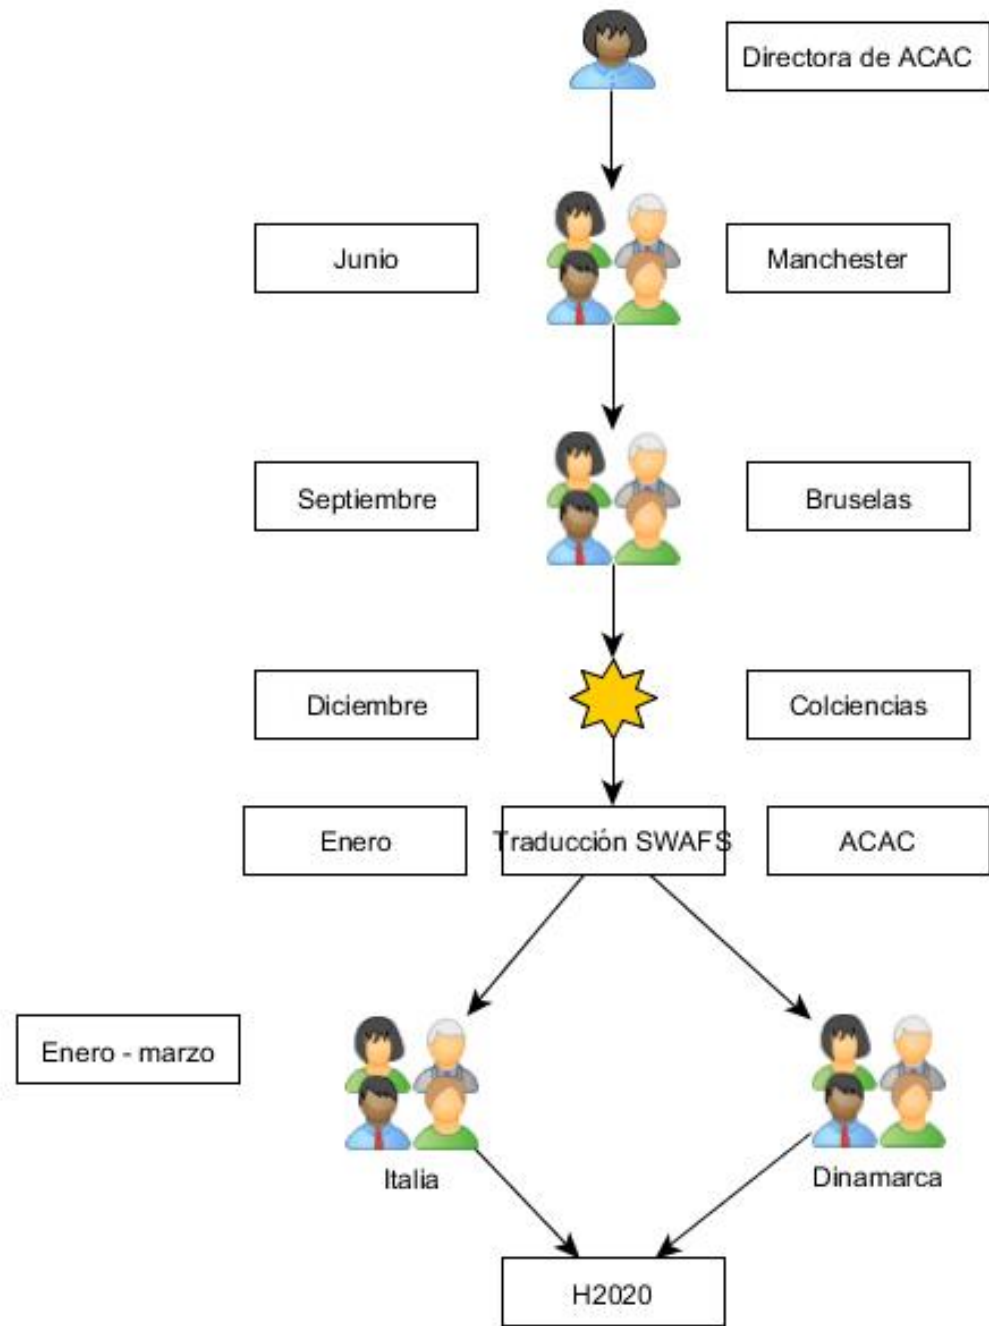 Directora de ACAC
Junio
Manchester
Septiembre
Bruselas
Diciembre
Colciencias
Enero
Traducción SWAFS
ACAC
Enero - marzo
Italia
Dinamarca
H2020